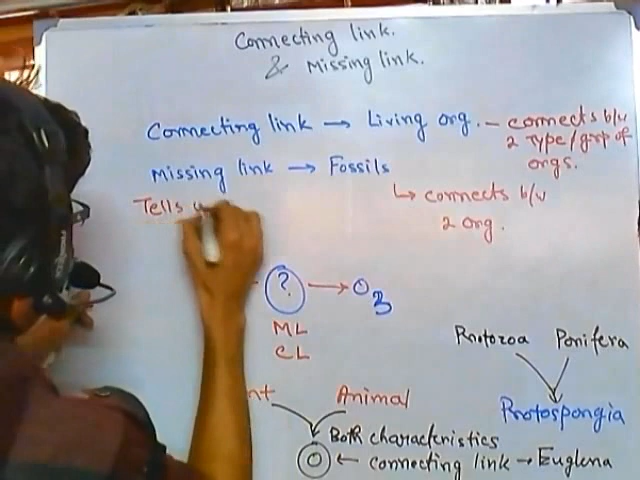 Connecting link.
& Missing link.
Connecting link → Living org. – connects b/w
2 Type/grp of
orgs.
Missing link → Fossils
↳ connects b/w
2 org.
Tells
? → O3
ML
CL
Protozoa Porifera
Protospongia
nt Animal
Both characteristics
O ← connecting link → Euglena